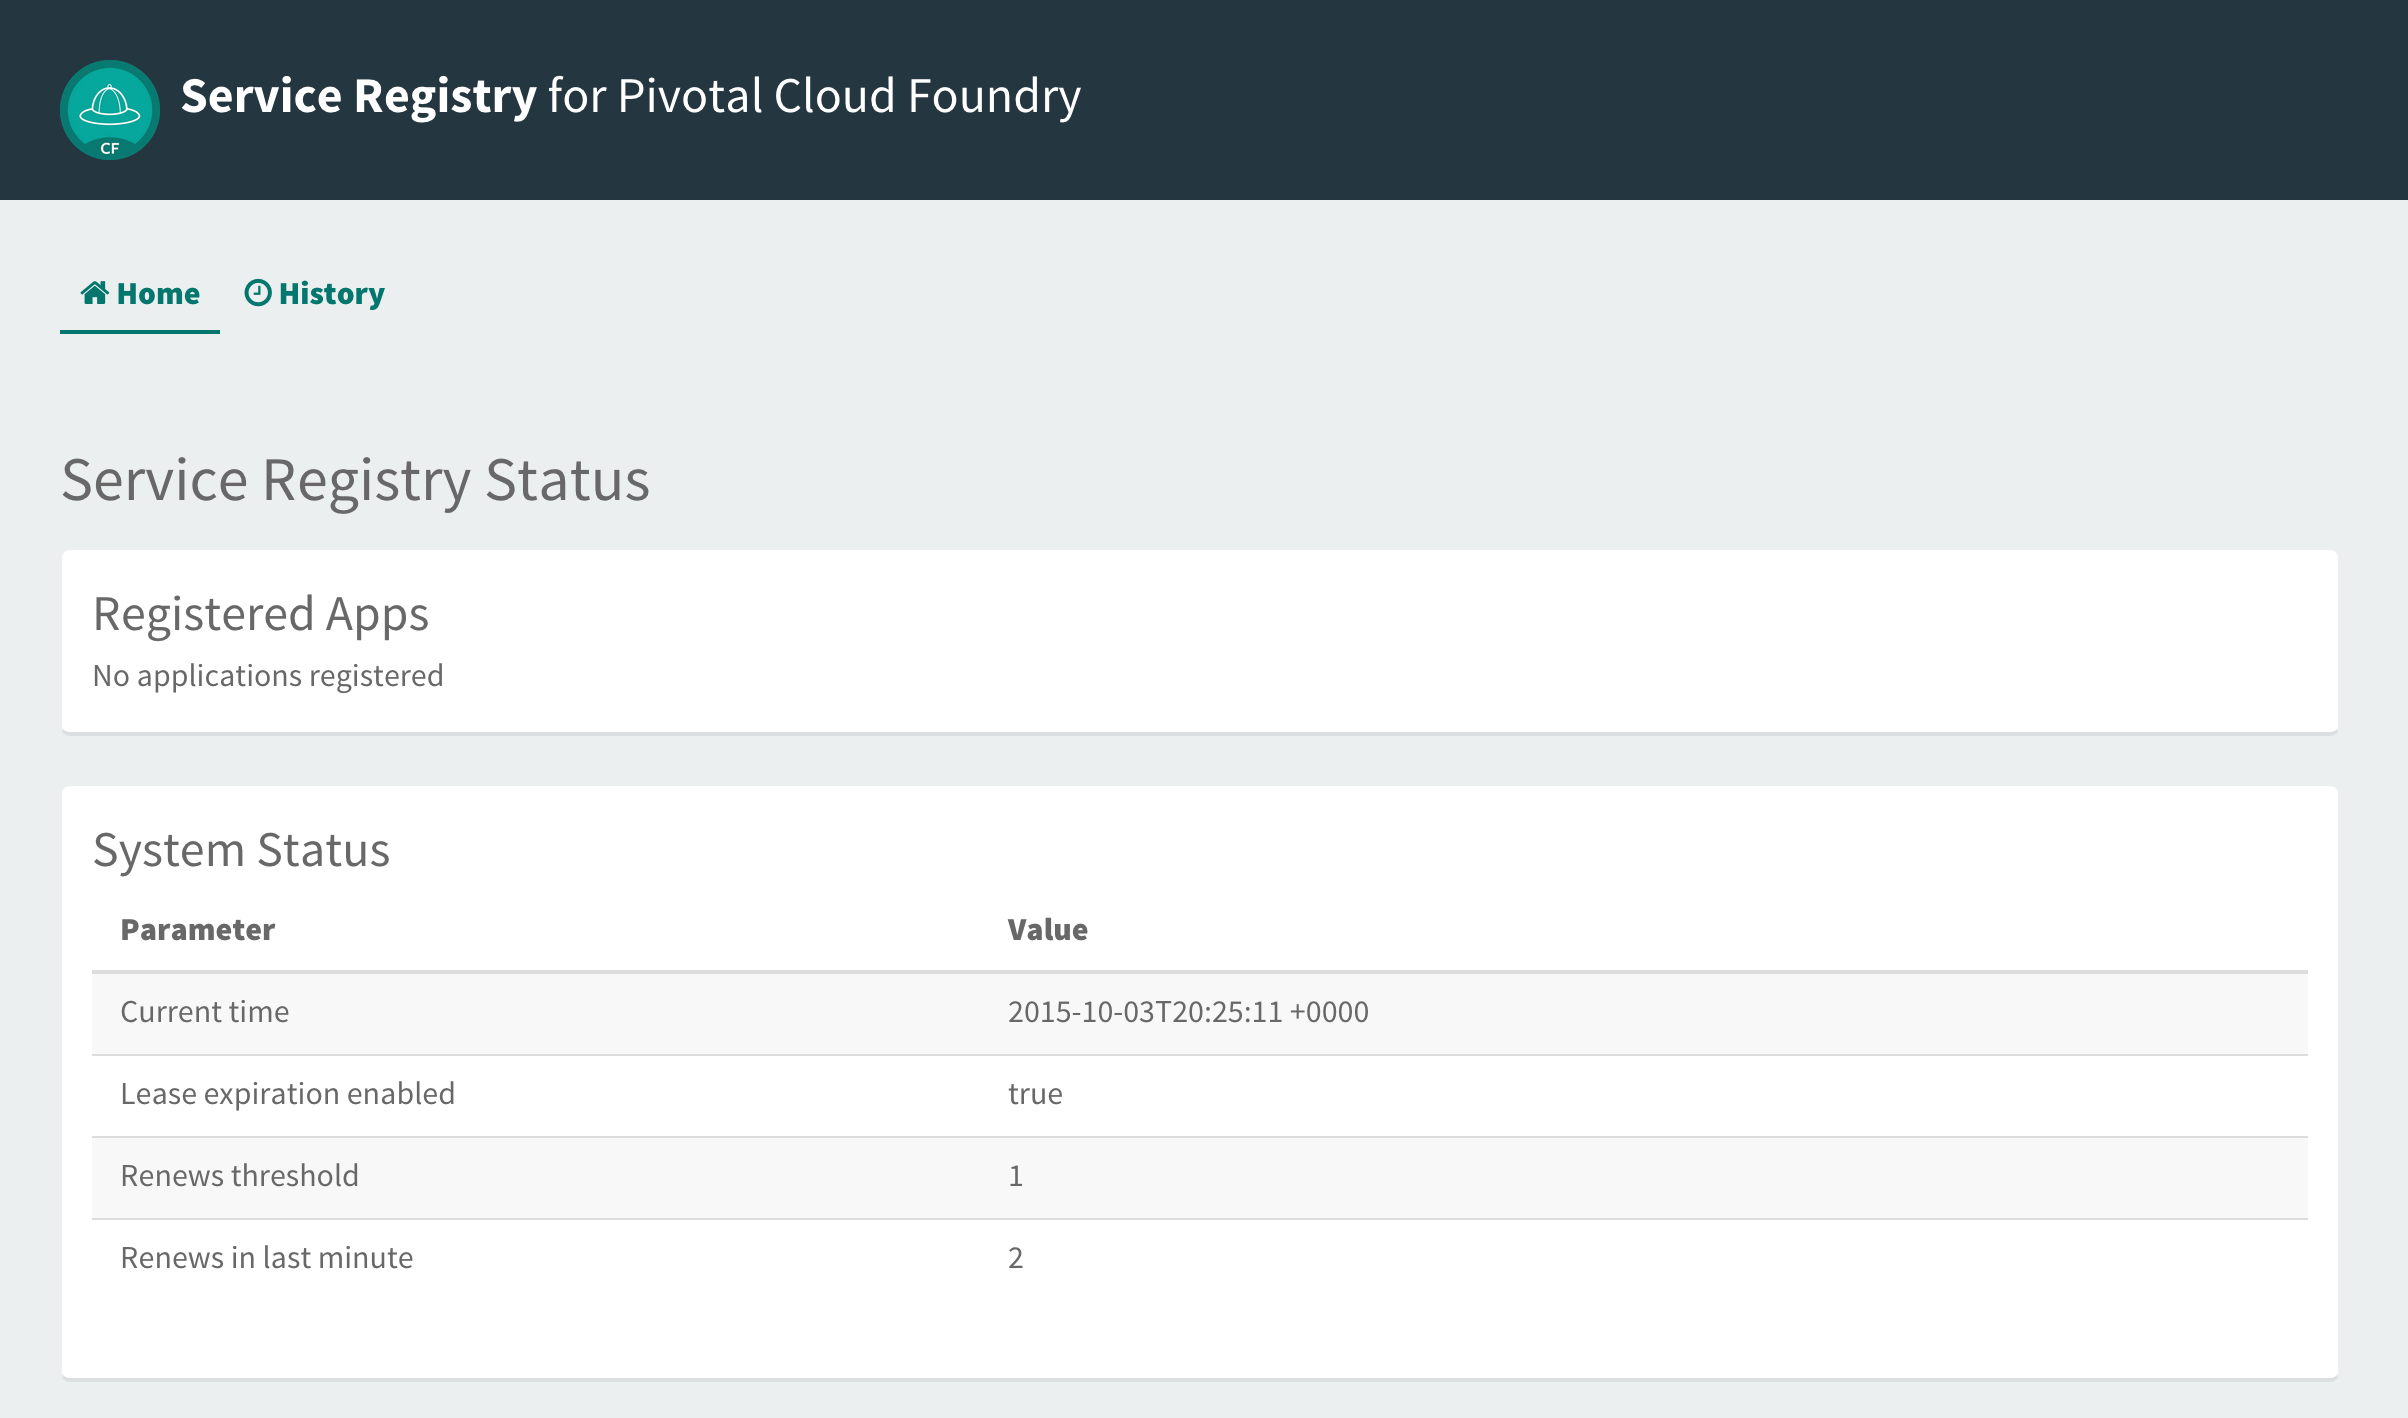 Service Registry for Pivotal Cloud Foundry
CF
Home History
Service Registry Status
Registered Apps
No applications registered
System Status
Parameter Value
Current time 2015-10-03T20:25:11 +0000
Lease expiration enabled true
Renews threshold 1
Renews in last minute 2